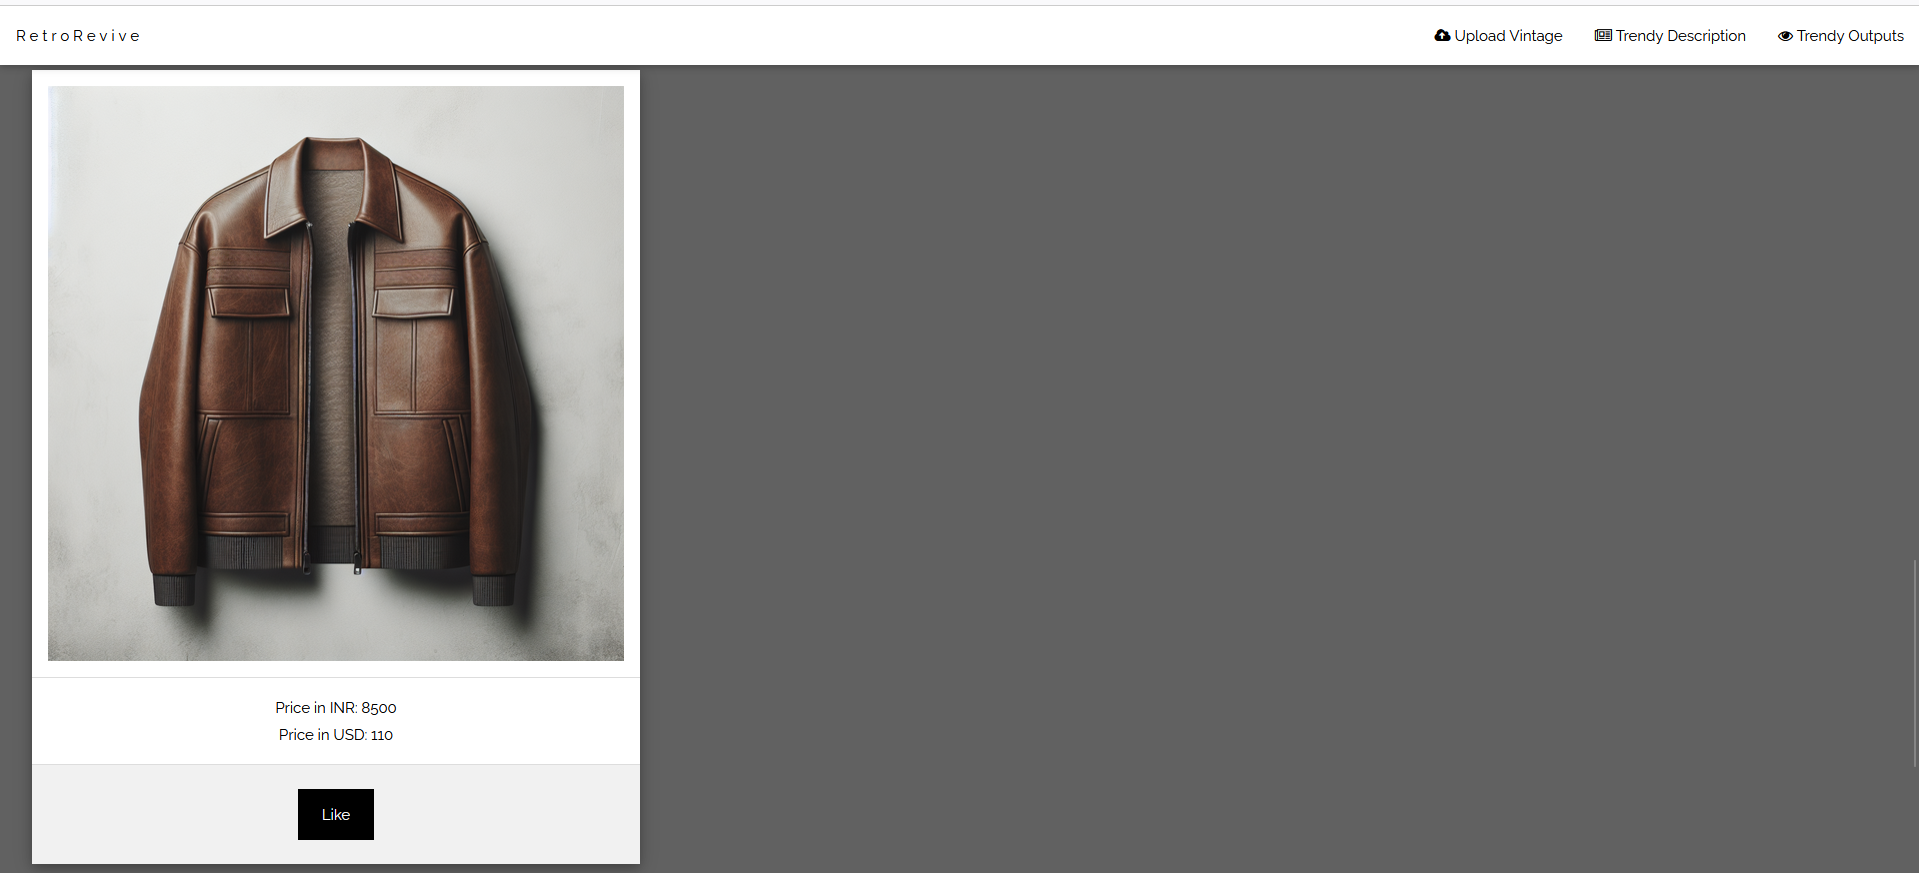 RetroRevive
Upload Vintage
Trendy Description
Trendy Outputs
Price in INR: 8500
Price in USD: 110
Like